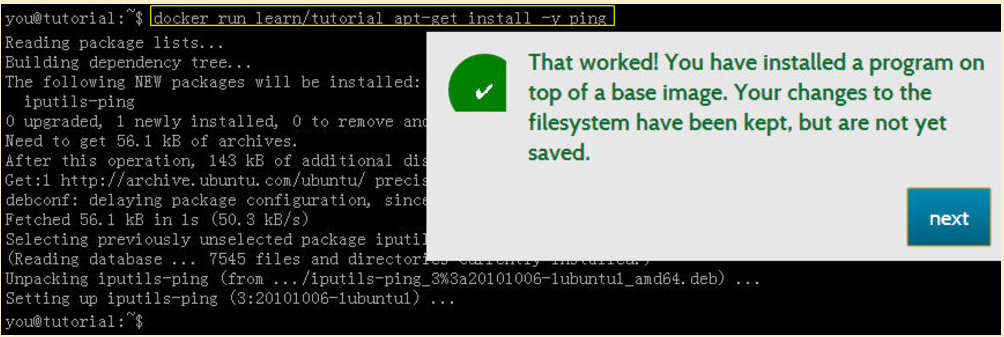 you@tutorial:~$ docker run learn/tutorial apt-get install -y ping
Reading package lists...
Building dependency tree...
The following NEW packages will be installed:
iputils-ping
0 upgraded, 1 newly installed, 0 to remove and
Need to get 56.1 kB of archives.
After this operation, 143 kB of additional dis
Get:1 http://archive.ubuntu.com/ubuntu/ precis
debconf: delaying package configuration, since
Fetched 56.1 kB in 1s (50.3 kB/s)
Selecting previously unselected package iputil
(Reading database ... 7545 files and directories currently installed.)
Unpacking iputils-ping (from .../iputils-ping_3%3a20101006-1ubuntu1_amd64.deb) ...
Setting up iputils-ping (3:20101006-1ubuntu1) ...
you@tutorial:~$
That worked! You have installed a program on
top of a base image. Your changes to the
filesystem have been kept, but are not yet
saved.
next